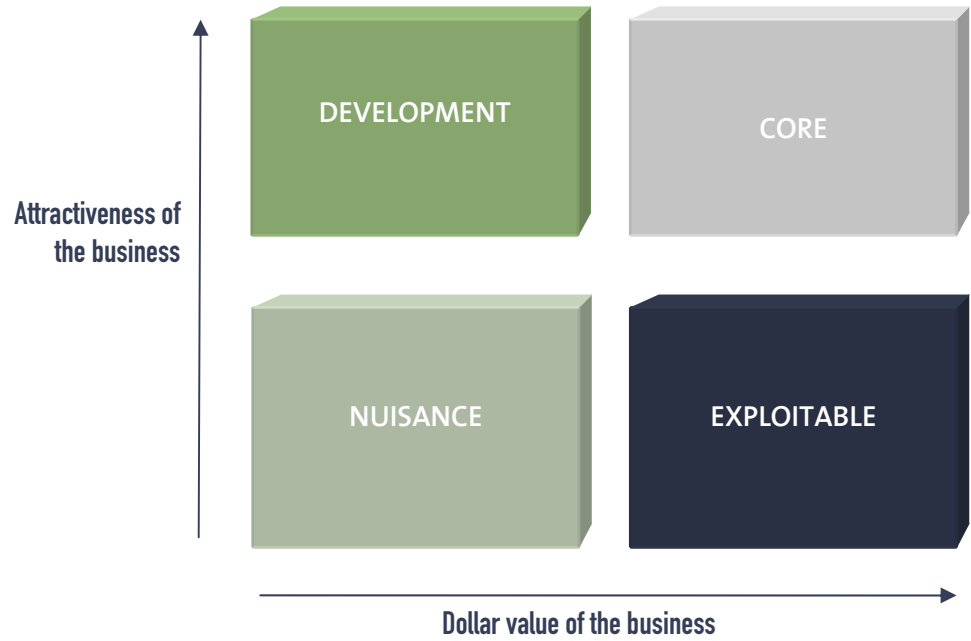 DEVELOPMENT
CORE
Attractiveness of
the business
NUISANCE
EXPLOITABLE
Dollar value of the business